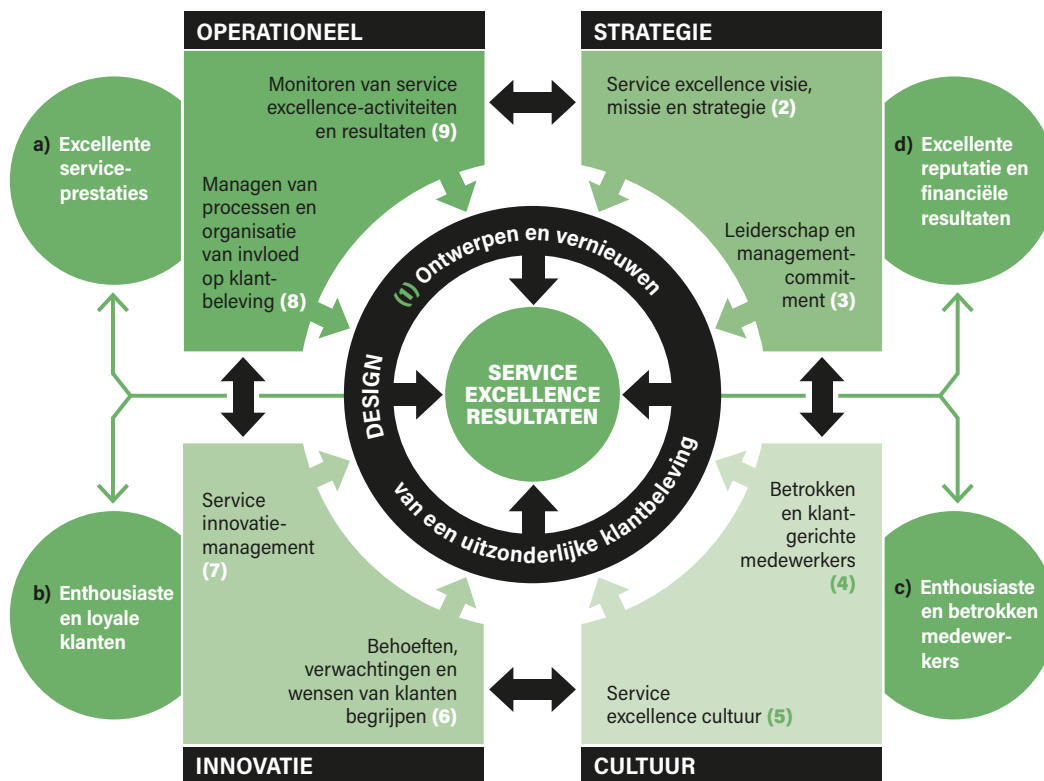 OPERATIONEEL
Monitoren van service
excellence-activiteiten
en resultaten (9)
Managen van
processen en
organisatie
van invloed
op klant-
beleving (8)
STRATEGIE
Service excellence visie,
missie en strategie (2)
Leiderschap en
management-
commit-
ment (3)
a) Excellente
service-
prestaties
d) Excellente
reputatie en
financiële
resultaten
(1) Ontwerpen en vernieuwen
van een uitzonderlijke klantbeleving
DESIGN
SERVICE
EXCELLENCE
RESULTATEN
b) Enthousiaste
en loyale
klanten
c) Enthousiaste
en betrokken
medewer-
kers
Service
innovatie-
management
(7)
Behoeften,
verwachtingen en
wensen van klanten
begrijpen (6)
INNOVATIE
Betrokken
en klant-
gerichte
medewerkers
(4)
Service
excellence cultuur (5)
CULTUUR